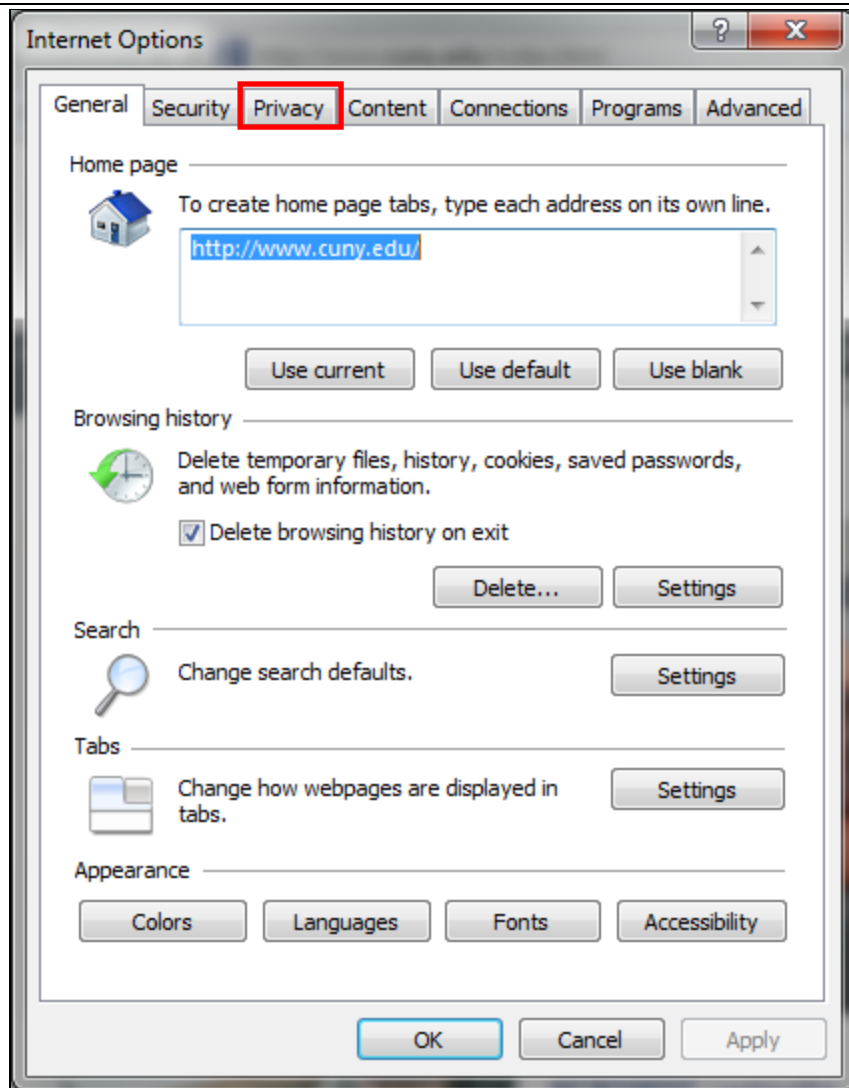 Internet Options
General Security Privacy Content Connections Programs Advanced
Home page
To create home page tabs, type each address on its own line.
http://www.cuny.edu/
Use current Use default Use blank
Browsing history
Delete temporary files, history, cookies, saved passwords,
and web form information.
Delete browsing history on exit
Delete... Settings
Search
Change search defaults. Settings
Tabs
Change how webpages are displayed in
tabs.
Settings
Appearance
Colors Languages Fonts Accessibility
OK Cancel Apply